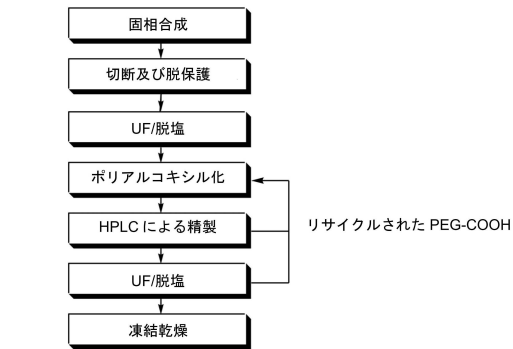 固相合成
切断及び脱保護
UF/脱塩
ポリアルコキシル化
HPLC による精製
リサイクルされた PEG-COOH
UF/脱塩
凍結乾燥